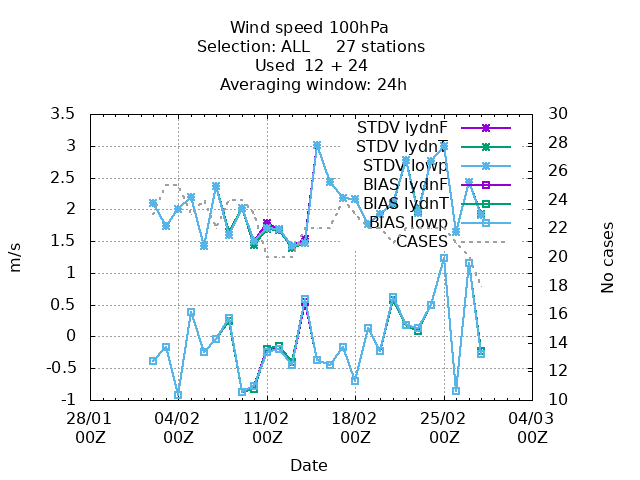 Wind speed 100hPa
Selection: ALL     27 stations
Used  12 + 24
Averaging window: 24h
3.5
3
2.5
2
1.5
1
0.5
0
-0.5
-1
m/s
30
28
26
24
22
20
18
16
14
12
10
No cases
STDV lydnF
STDV lydnT
STDV lowp
BIAS lydnF
BIAS lydnT
BIAS lowp
CASES
28/01 04/02 11/02 18/02 25/02 04/03
00Z 00Z 00Z 00Z 00Z 00Z
Date